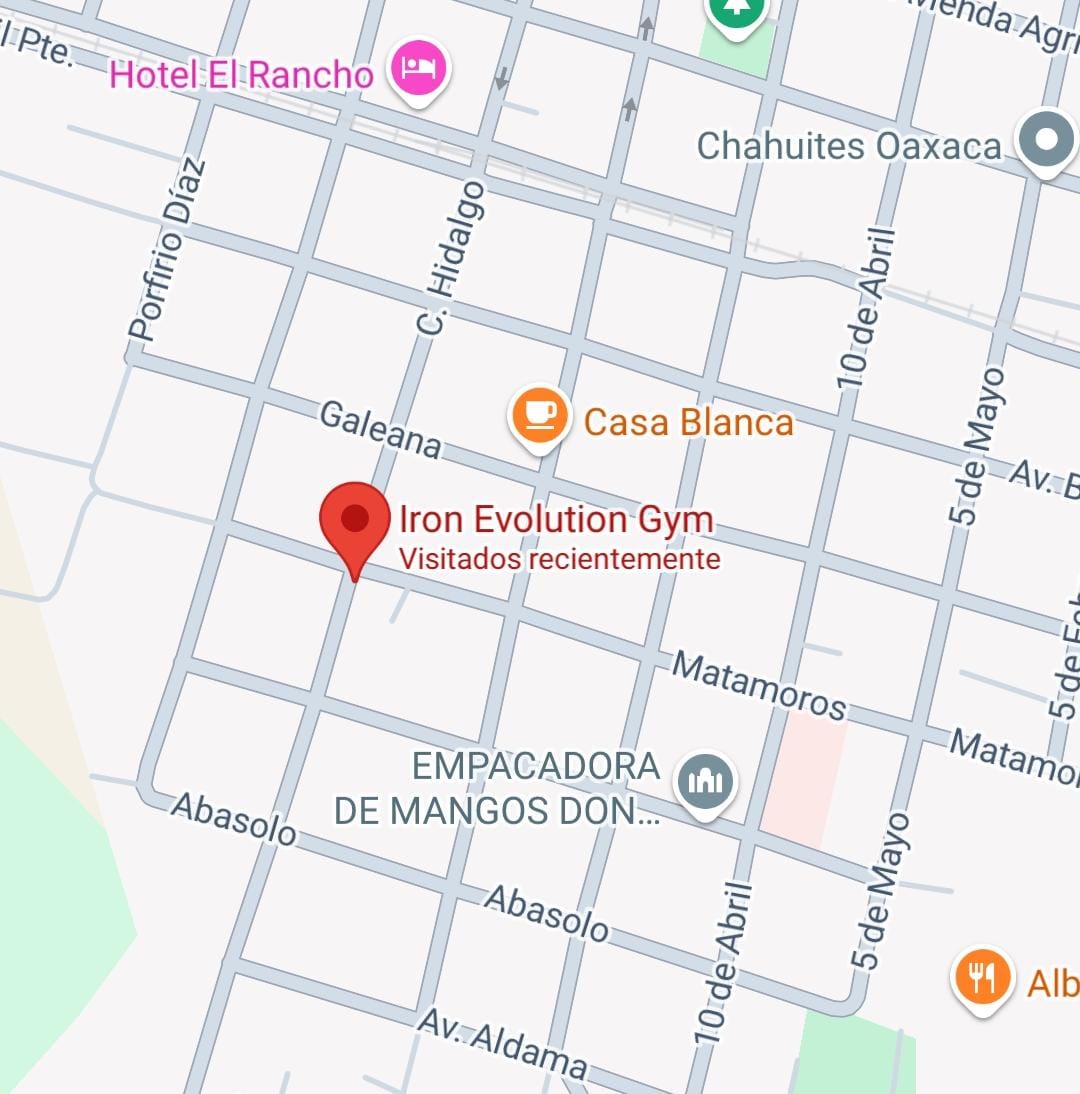 Pte.
Hotel El Rancho
Chahuites Oaxaca
Porfirio Díaz
C. Hidalgo
10 de Abril
Galeana
Casa Blanca
5 de Mayo
Av. B
Iron Evolution Gym
Visitados recientemente
Matamoros
5 de
Matamor
EMPACADORA
DE MANGOS DON...
Abasolo
Abasolo
5 de Mayo
10 de Abril
Alb
Av. Aldama